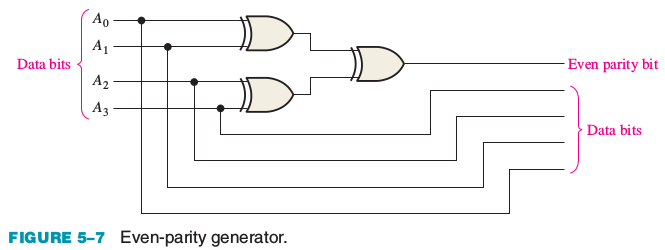 A0
A1
Data bits
A2
A3
Even parity bit
Data bits
FIGURE 5–7 Even-parity generator.